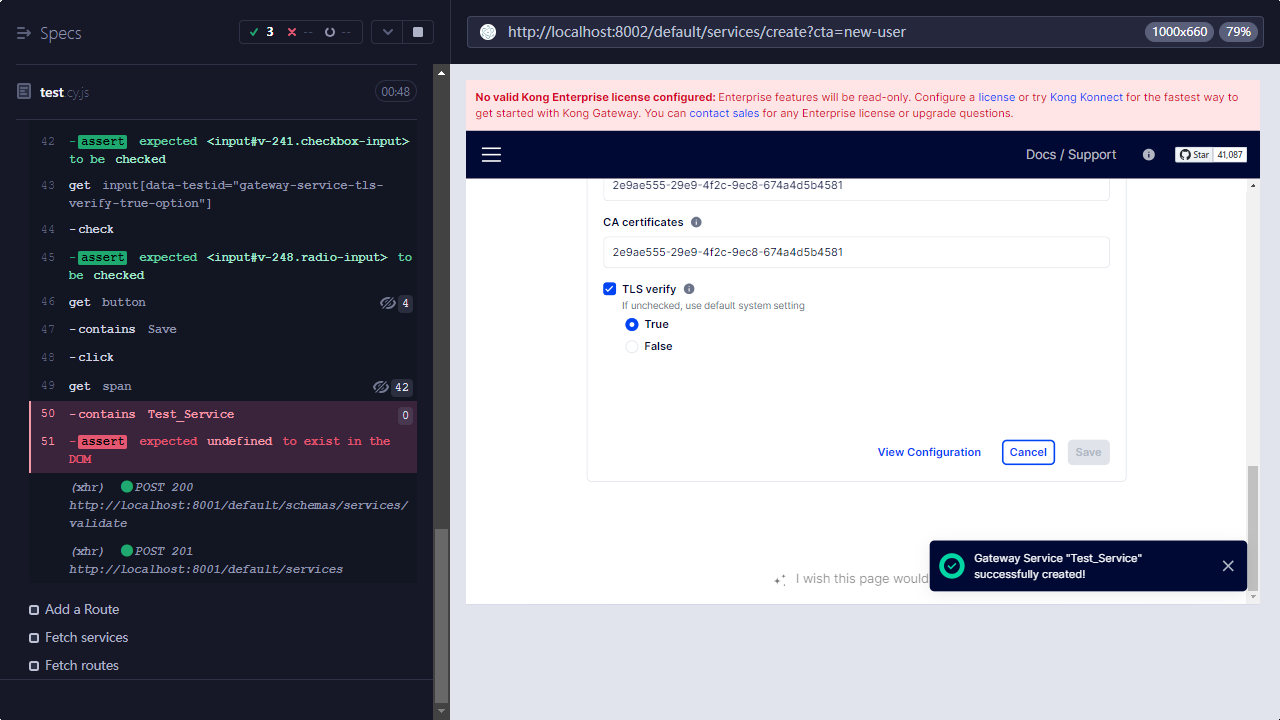 Specs
3
--
--
test.cy.js
00:48
42 -assert expected <input#v-241.checkbox-input>
to be checked
43 get input[data-testid="gateway-service-tls-
verify-true-option"]
44 -check
45 -assert expected <input#v-248.radio-input> to
be checked
46 get button 4
47 -contains Save
48 -click
49 get span 42
50 -contains Test_Service 0
51 -assert expected undefined to exist in the
DOM
(xhr) POST 200
http://localhost:8001/default/schemas/services/
validate
(xhr) POST 201
http://localhost:8001/default/services
Add a Route
Fetch services
Fetch routes
http://localhost:8002/default/services/create?cta=new-user
1000x660
79%
No valid Kong Enterprise license configured: Enterprise features will be read-only. Configure a license or try Kong Konnect for the fastest way to
get started with Kong Gateway. You can contact sales for any Enterprise license or upgrade questions.
Docs / Support
Star 41,087
2e9ae555-29e9-4f2c-9ec8-674a4d5b4581
CA certificates
2e9ae555-29e9-4f2c-9ec8-674a4d5b4581
TLS verify
If unchecked, use default system setting
True
False
View Configuration
Cancel
Save
I wish this page would
Gateway Service "Test_Service"
successfully created!